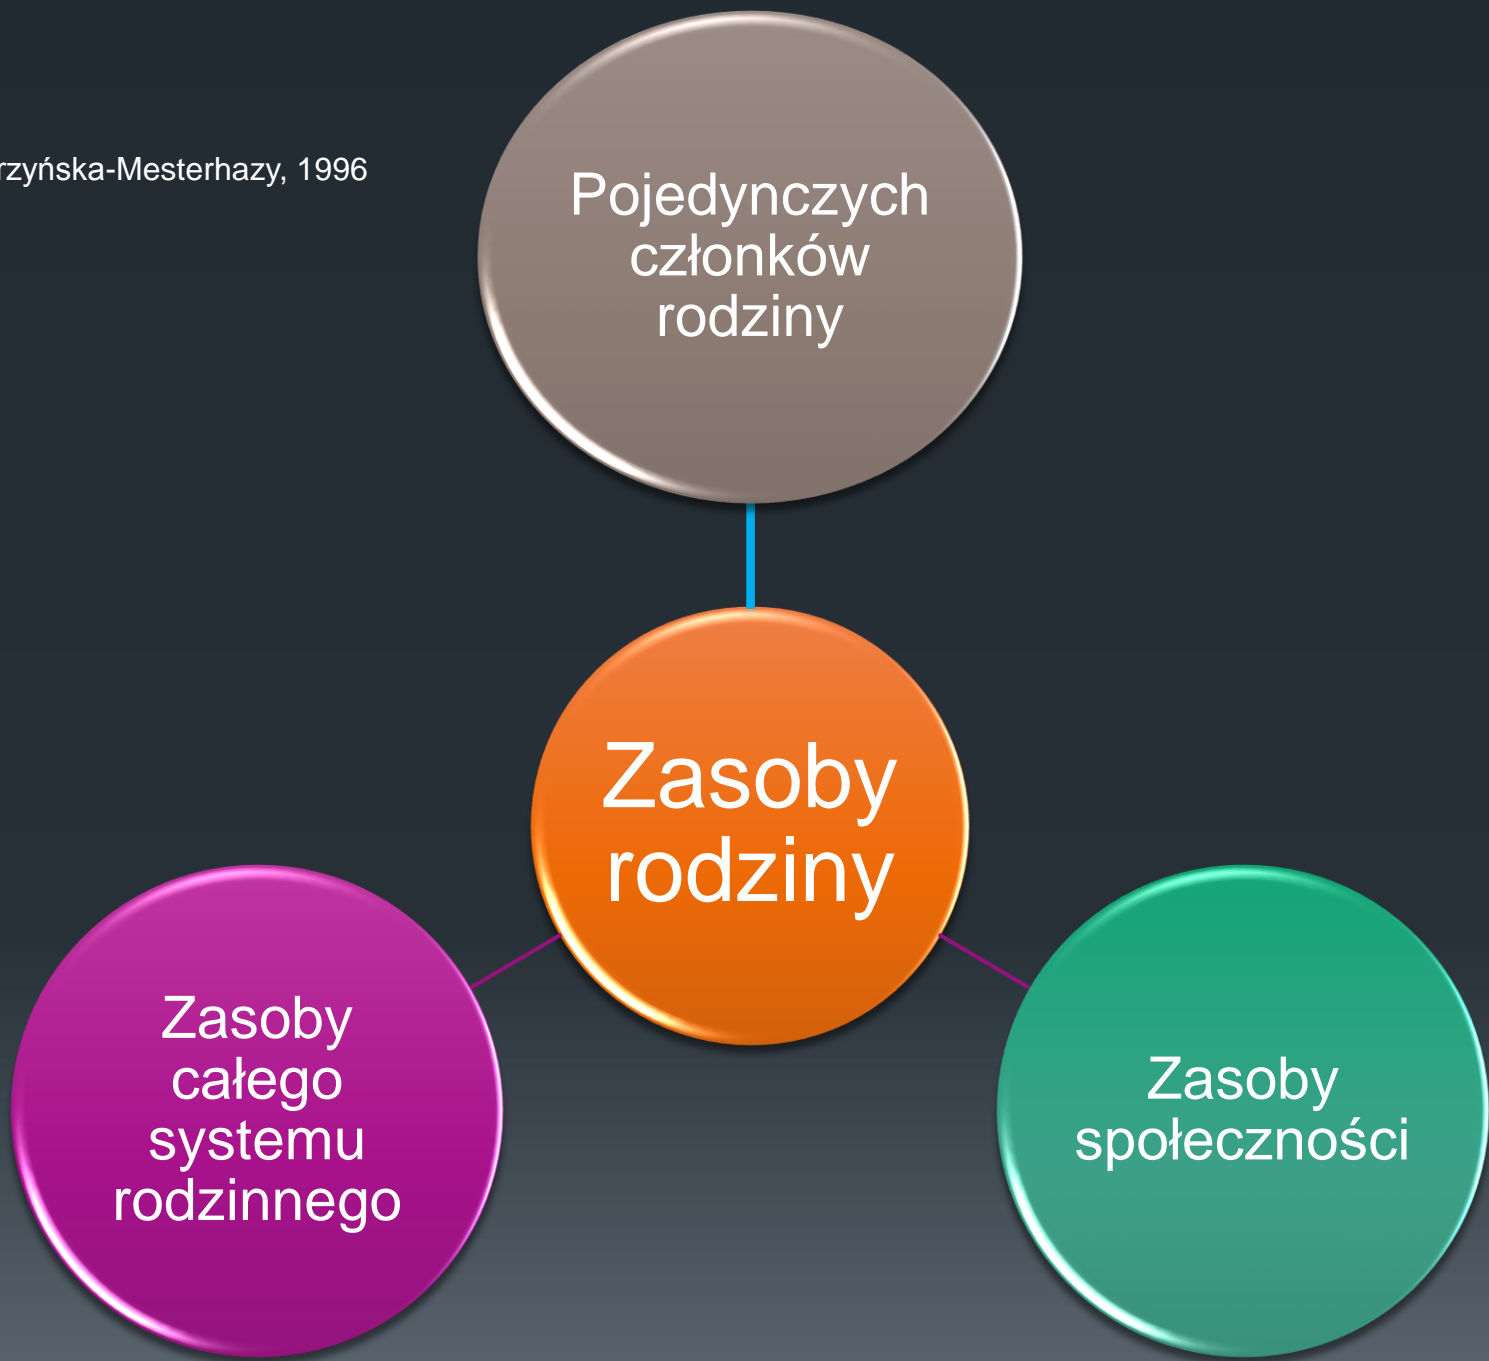 rzyńska-Mesterhazy, 1996
Pojedynczych
członków
rodziny
Zasoby
rodziny
Zasoby
całego
systemu
rodzinnego
Zasoby
społeczności